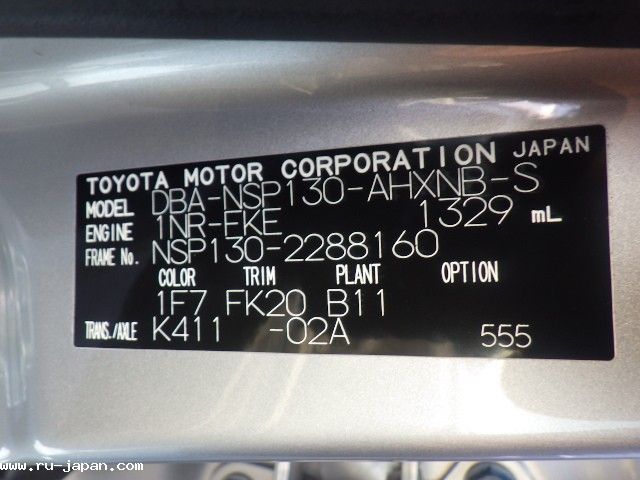 TOYOTA MOTOR CORPORATION JAPAN
MODEL DBA-NSP130-AHXNB-S
ENGINE 1NR-FKE 1329 mL
FRAME No. NSP130-2288160
COLOR TRIM PLANT OPTION
1F7 FK20 B11
TRANS./AXLE K411 -02A 555
www.ru-japan.com